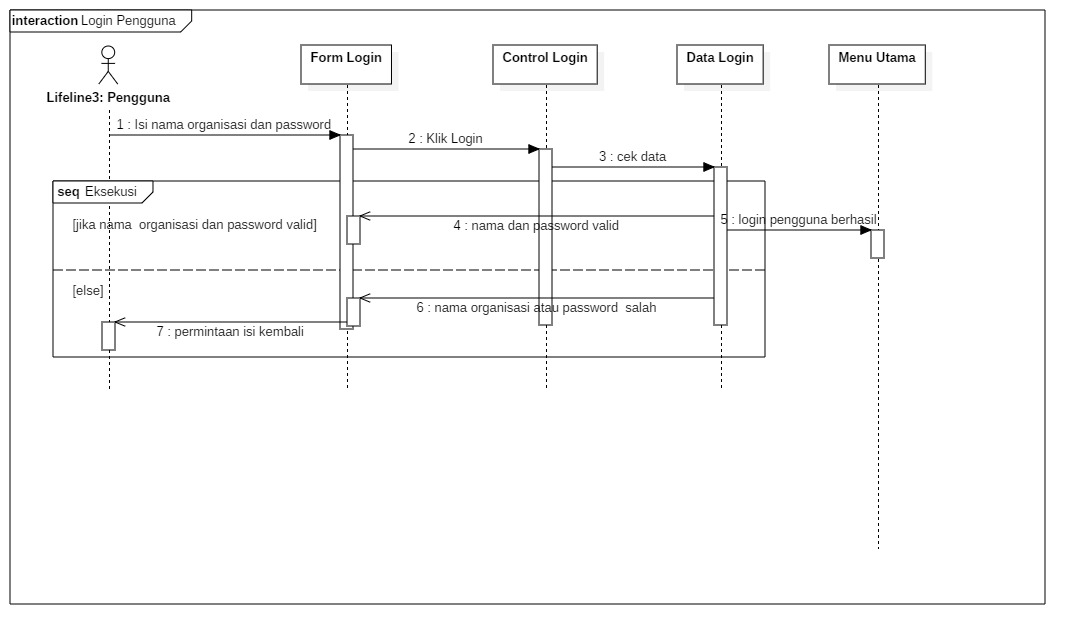 interaction Login Pengguna
Form Login
Control Login
Data Login
Menu Utama
Lifeline3: Pengguna
1 : Isi nama organisasi dan password
2 : Klik Login
3 : cek data
seq Eksekusi
[jika nama  organisasi dan password valid]
4 : nama dan password valid
5 : login pengguna berhasil
[else]
6 : nama organisasi atau password  salah
7 : permintaan isi kembali